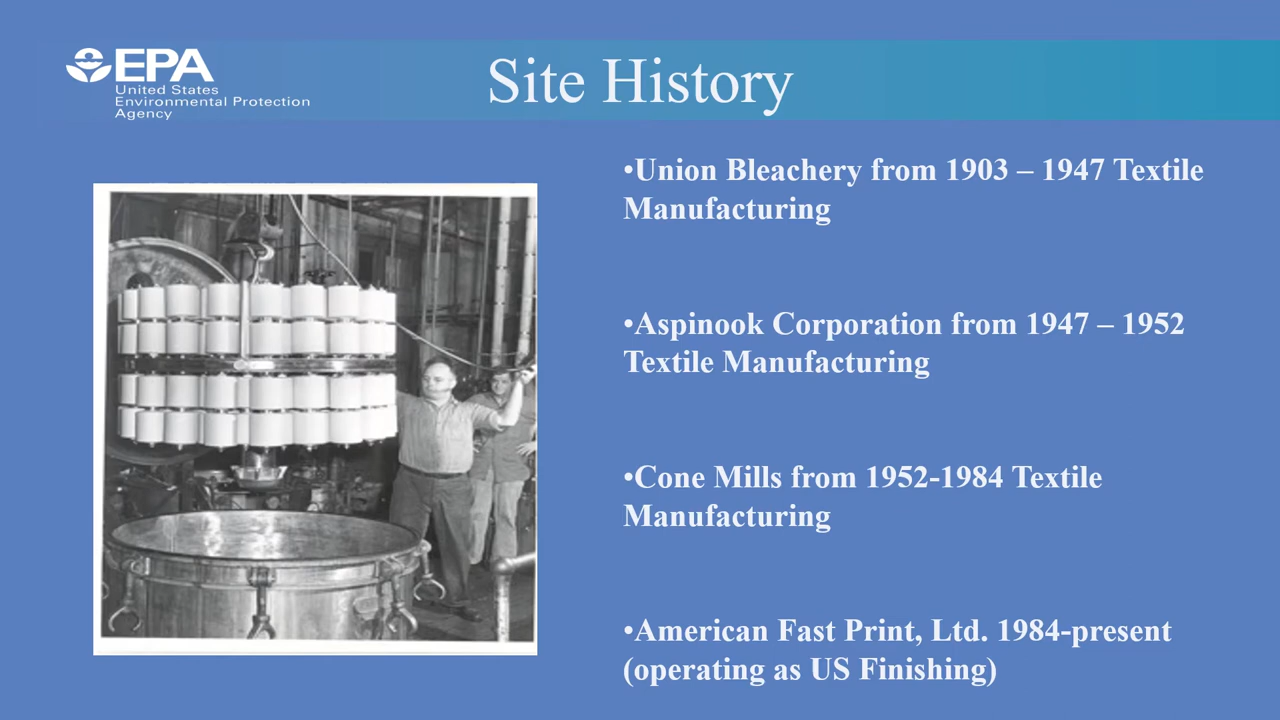 EPA
United States
Environmental Protection
Agency
Site History
•Union Bleachery from 1903 – 1947 Textile
Manufacturing
•Aspinook Corporation from 1947 – 1952
Textile Manufacturing
•Cone Mills from 1952-1984 Textile
Manufacturing
•American Fast Print, Ltd. 1984-present
(operating as US Finishing)